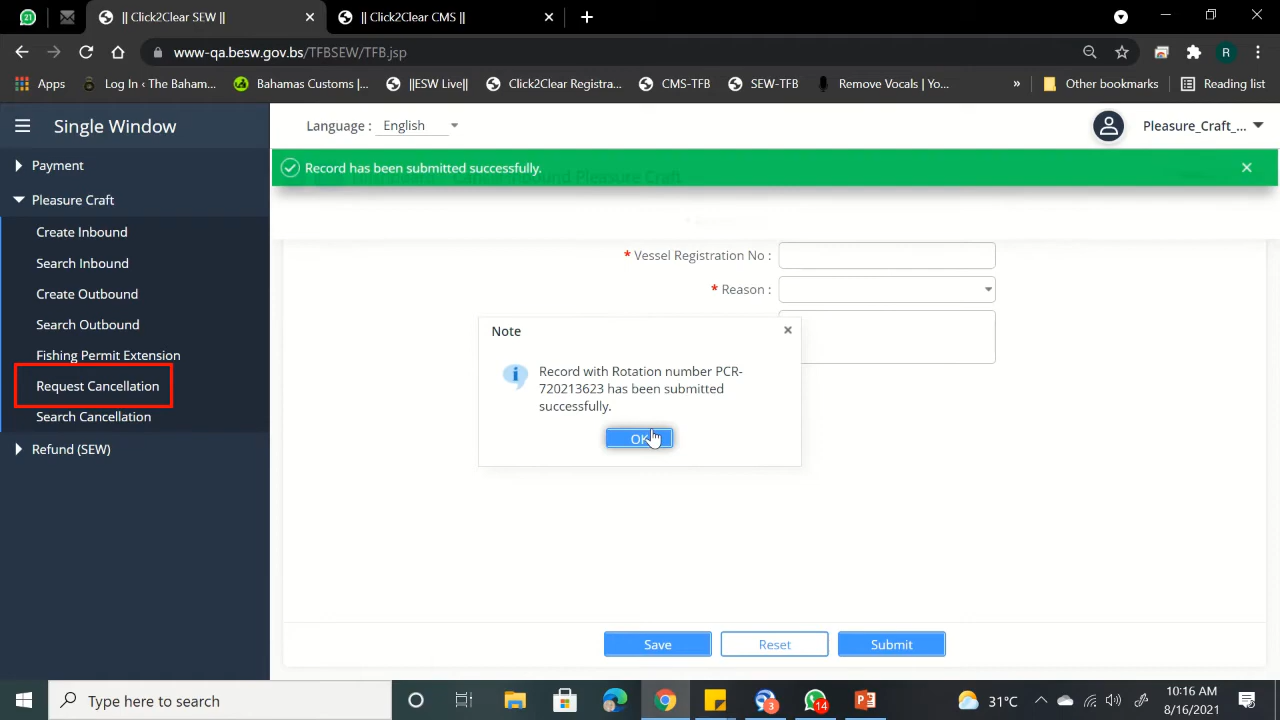 21
|| Click2Clear SEW ||
|| Click2Clear CMS ||
www-qa.besw.gov.bs/TFBSEW/TFB.jsp
R
Apps
Log In ‹ The Baham...
Bahamas Customs |...
||ESW Live||
Click2Clear Registra...
CMS-TFB
SEW-TFB
Remove Vocals | Yo...
»
Other bookmarks
Reading list
Single Window
Language :
English
Pleasure_Craft_...
Payment
Record has been submitted successfully.
Pleasure Craft
Create Inbound
Search Inbound
Create Outbound
Search Outbound
Fishing Permit Extension
Request Cancellation
Search Cancellation
Refund (SEW)
* Vessel Registration No :
* Reason :
Note
Record with Rotation number PCR-
720213623 has been submitted
successfully.
OK
Save
Reset
Submit
Type here to search
3
14
31°C
10:16 AM
8/16/2021